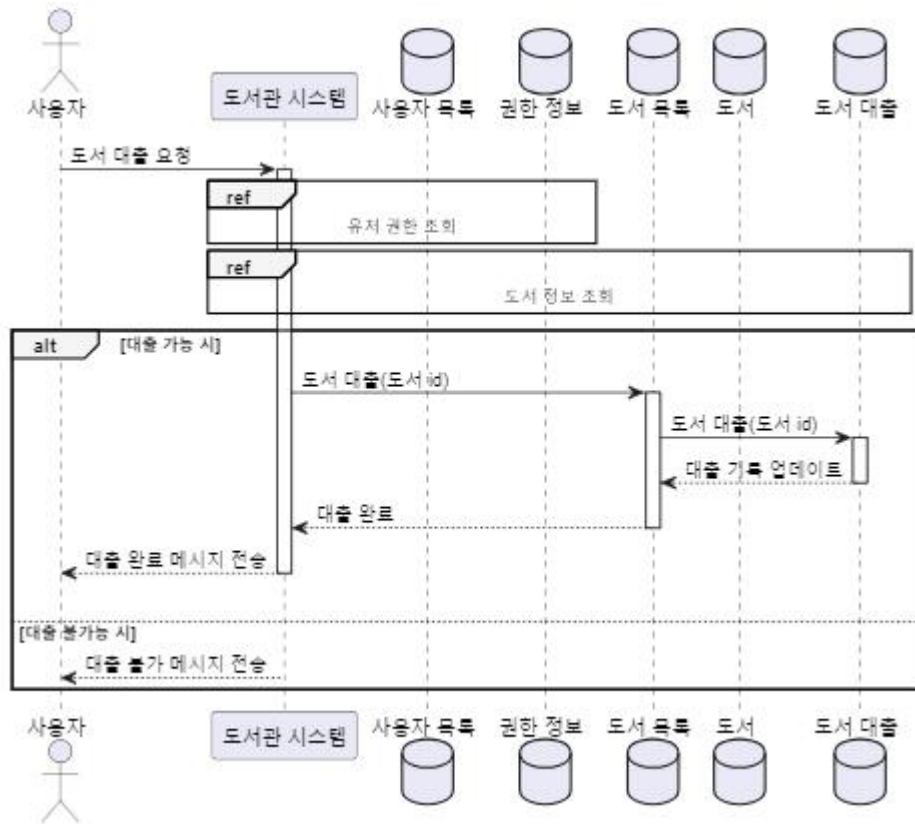 사용자
도서관 시스템
사용자 목록
권한 정보
도서 목록
도서
도서 대출
도서 대출 요청
ref
유저 권한 조회
ref
도서 정보 조회
alt
[대출 가능 시]
도서 대출(도서 id)
도서 대출(도서 id)
대출 기록 업데이트
대출 완료
대출 완료 메시지 전송
[대출 불가능 시]
대출 불가 메시지 전송
사용자
도서관 시스템
사용자 목록
권한 정보
도서 목록
도서
도서 대출